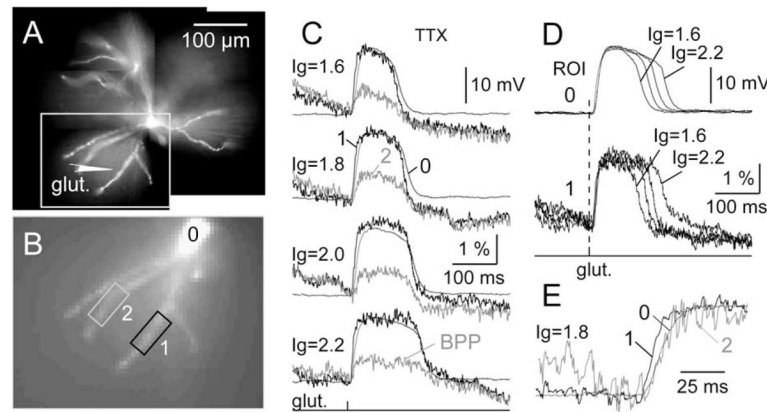 A
100 µm
glut.
B
0
2
1
C
TTX
Ig=1.6
10 mV
Ig=1.8
1
2
0
Ig=2.0
1 %
100 ms
Ig=2.2
BPP
glut.
D
Ig=1.6
Ig=2.2
ROI
0
10 mV
Ig=1.6
Ig=2.2
1
1 %
100 ms
glut.
E
Ig=1.8
0
1
2
25 ms